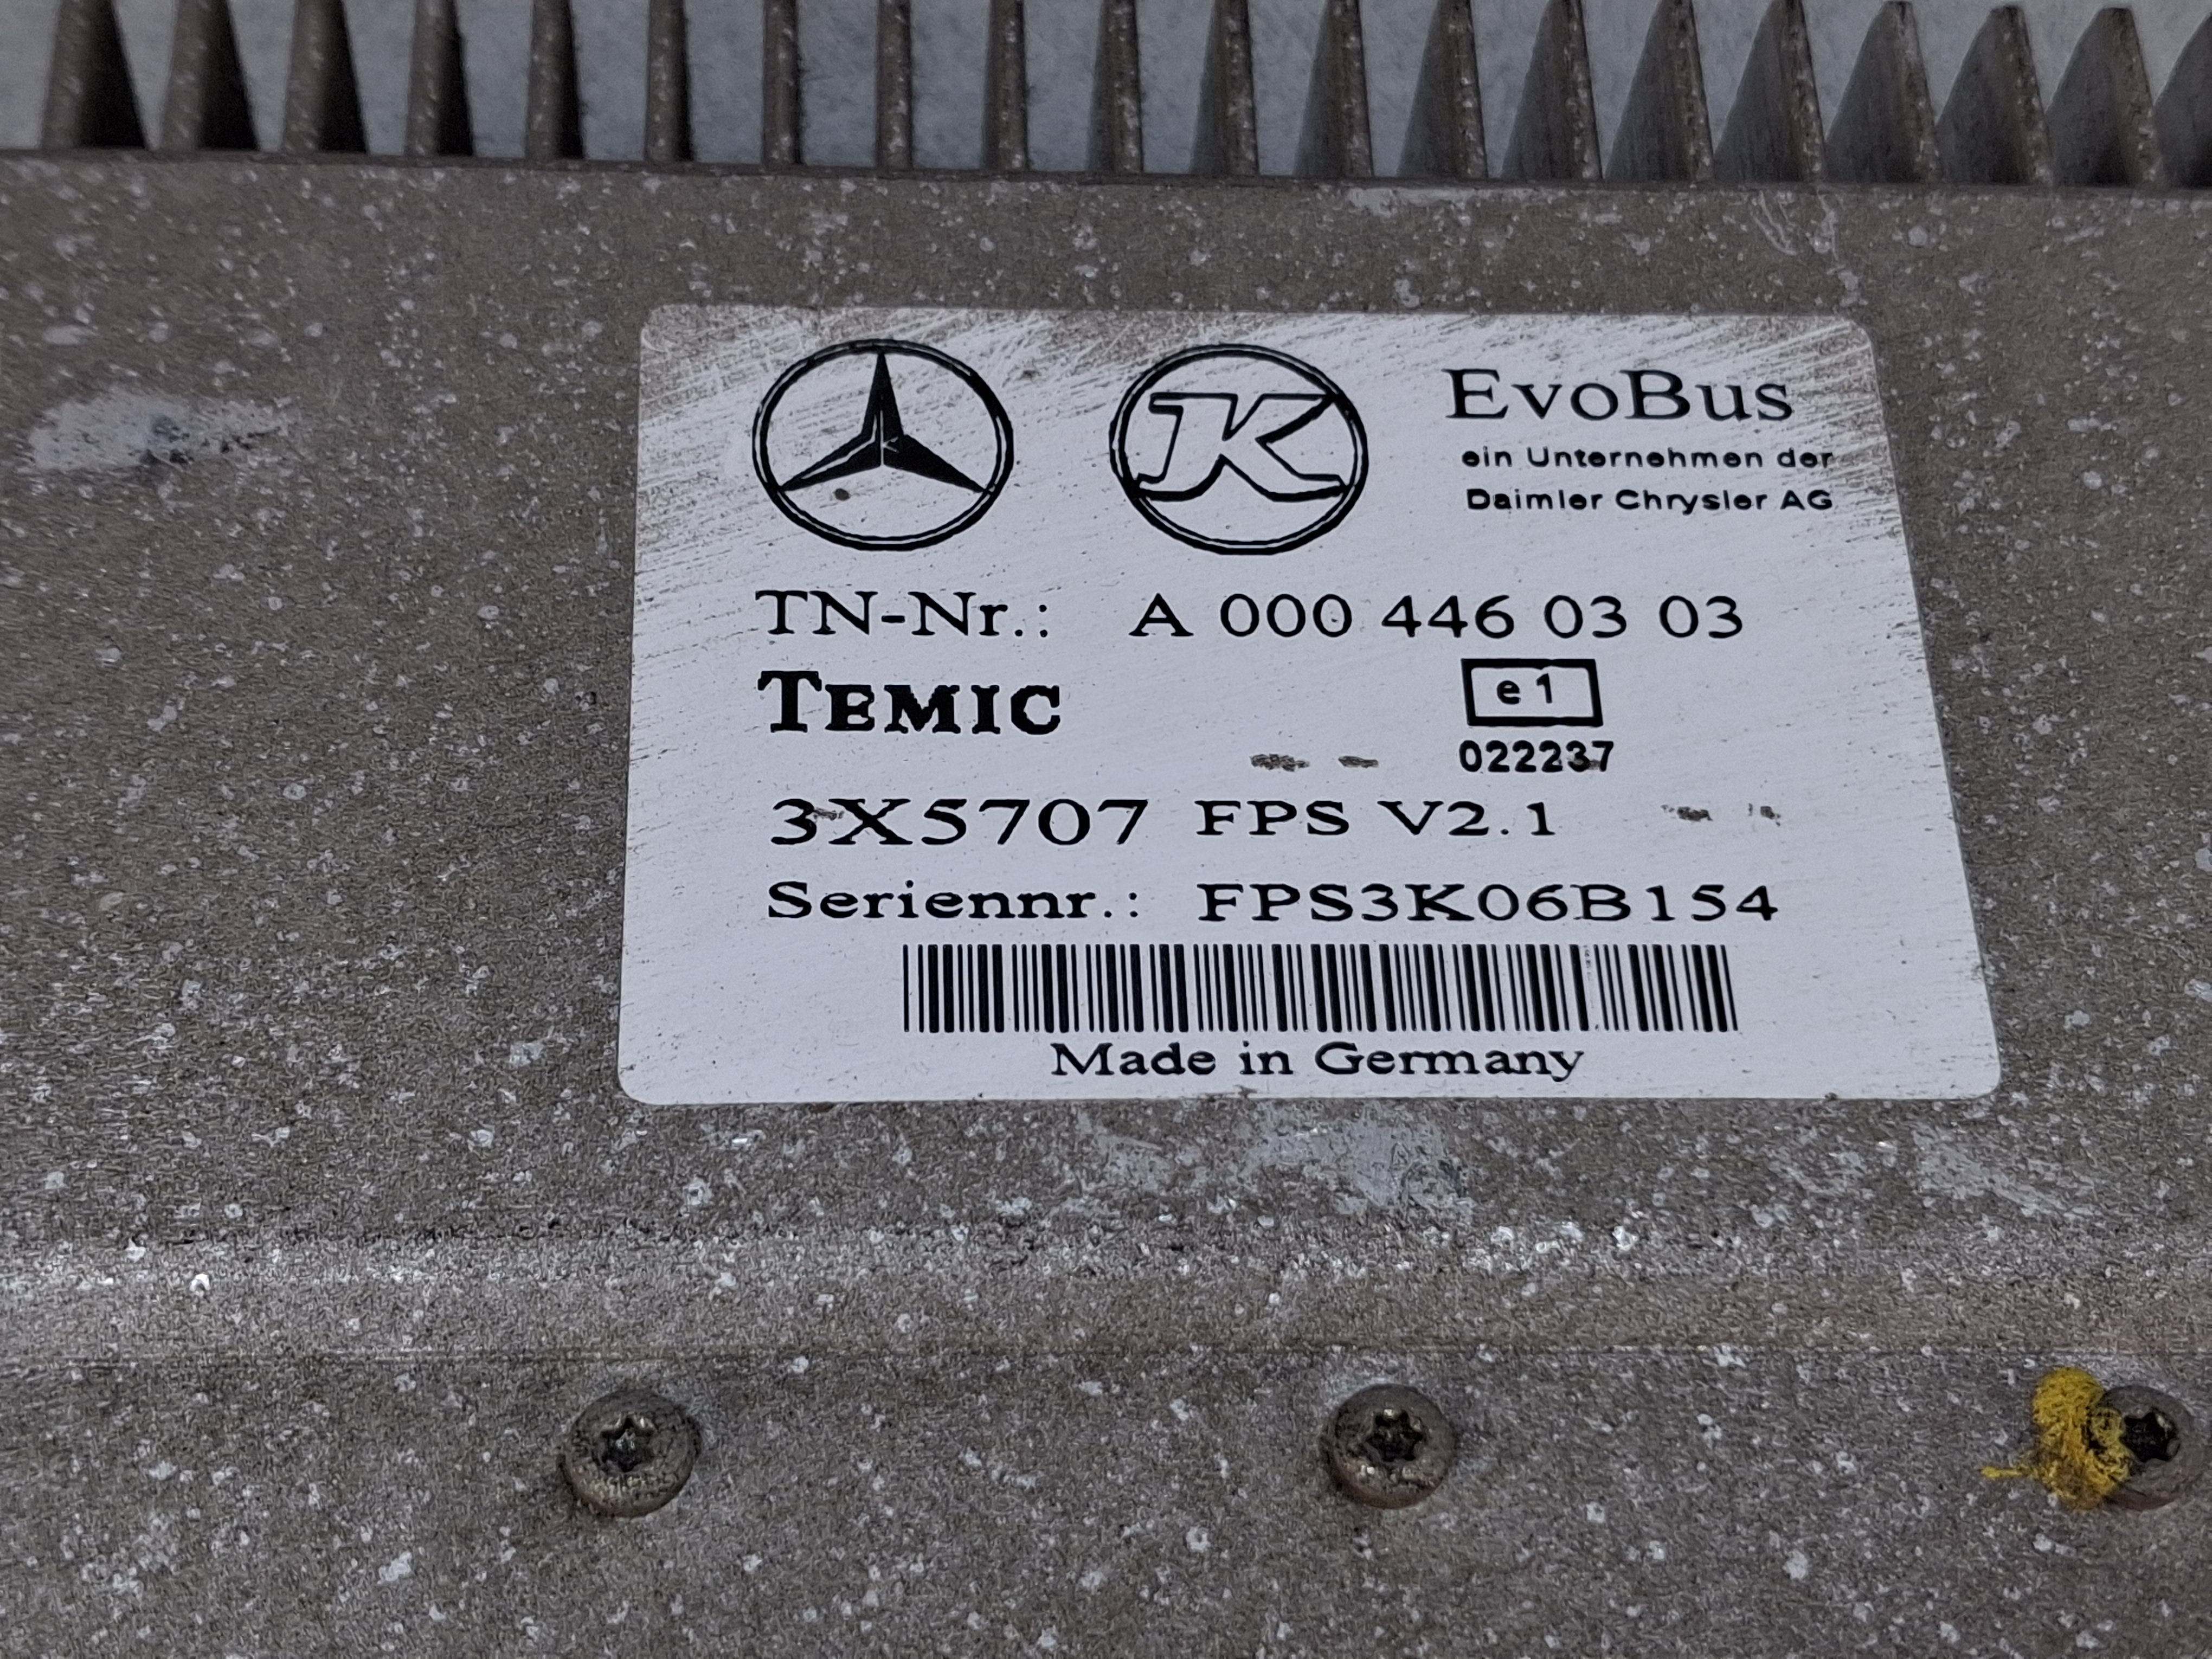 K
EvoBus
ein Unternehmen der
Daimler Chrysler AG
TN-Nr.: A 000 446 03 03
TEMIC
e1
022237
3X5707 FPS V2.1
Seriennr.: FPS3K06B154
Made in Germany